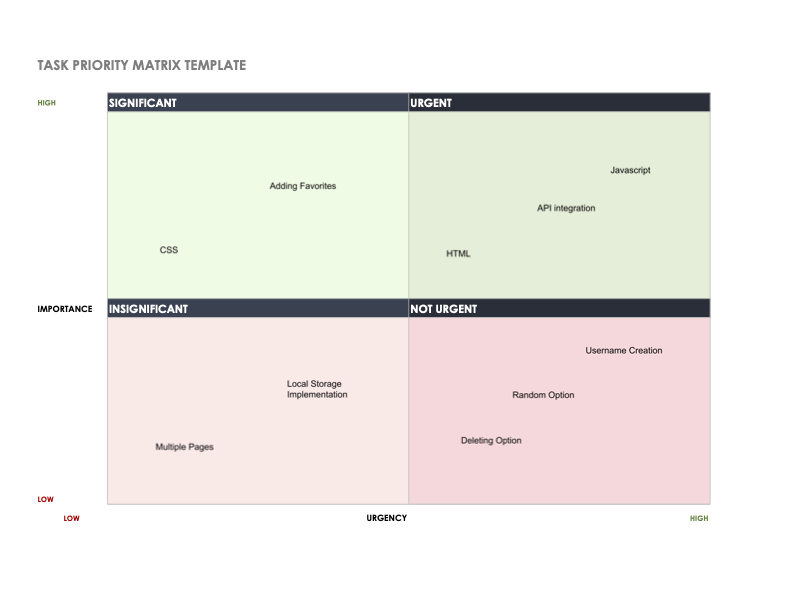 TASK PRIORITY MATRIX TEMPLATE
HIGH
SIGNIFICANT
URGENT
Javascript
Adding Favorites
API integration
CSS
HTML
IMPORTANCE
INSIGNIFICANT
NOT URGENT
Username Creation
Local Storage
Implementation
Random Option
Deleting Option
Multiple Pages
LOW
LOW
URGENCY
HIGH